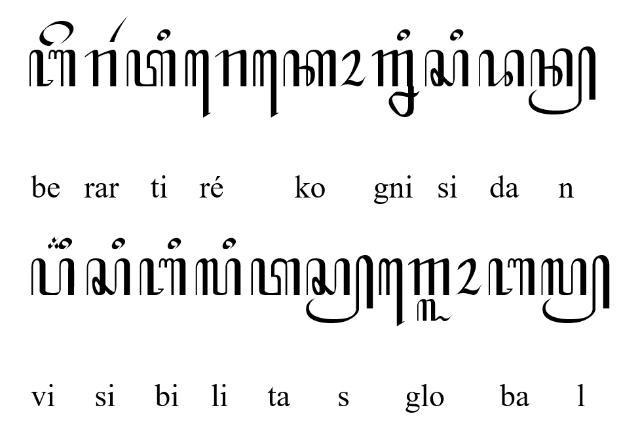 ꦧꦼꦫꦂꦠꦶꦫꦺꦏꦺꦴꦒ꧀ꦤꦶꦱꦶꦢꦤ꧀
be rar ti ré ko gni si da n
ꦥ꦳ꦶꦱꦶꦧꦶꦭꦶꦠꦱ꧀ꦒ꧀ꦭꦺꦴꦧꦭ꧀
vi si bi li ta s glo ba l